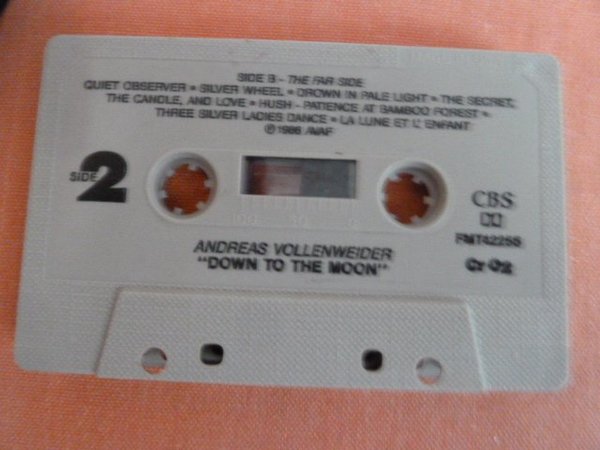 SIDE B - THE FAR SIDE
QUIET OBSERVER • SILVER WHEEL • DROWN IN PALE LIGHT • THE SECRET,
THE CANDLE, AND LOVE • HUSH - PATIENCE AT BAMBOO FOREST •
THREE SILVER LADIES DANCE • LA LUNE ET L'ENFANT
℗ 1986 AVAF
SIDE 2
CBS
FMT42255
ANDREAS VOLLENWEIDER
"DOWN TO THE MOON"
Cr O2